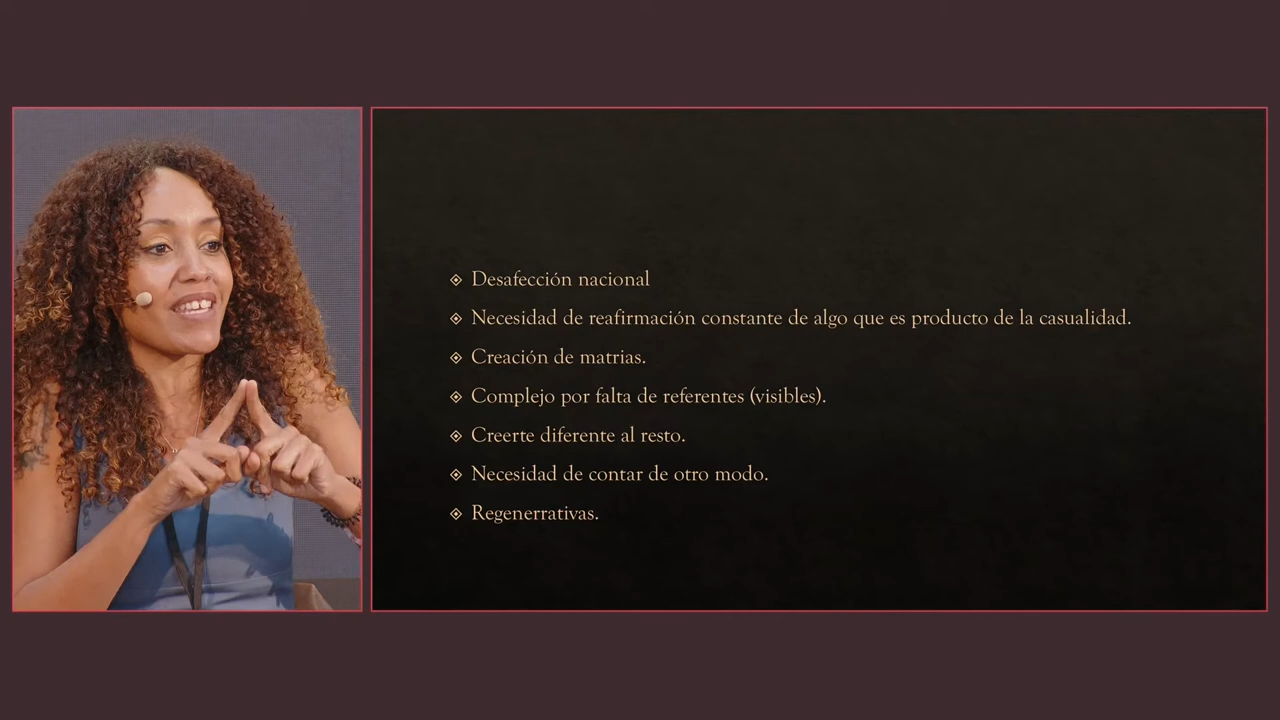 Desafección nacional
Necesidad de reafirmación constante de algo que es producto de la casualidad.
Creación de matrias.
Complejo por falta de referentes (visibles).
Creerte diferente al resto.
Necesidad de contar de otro modo.
Regenerrativas.